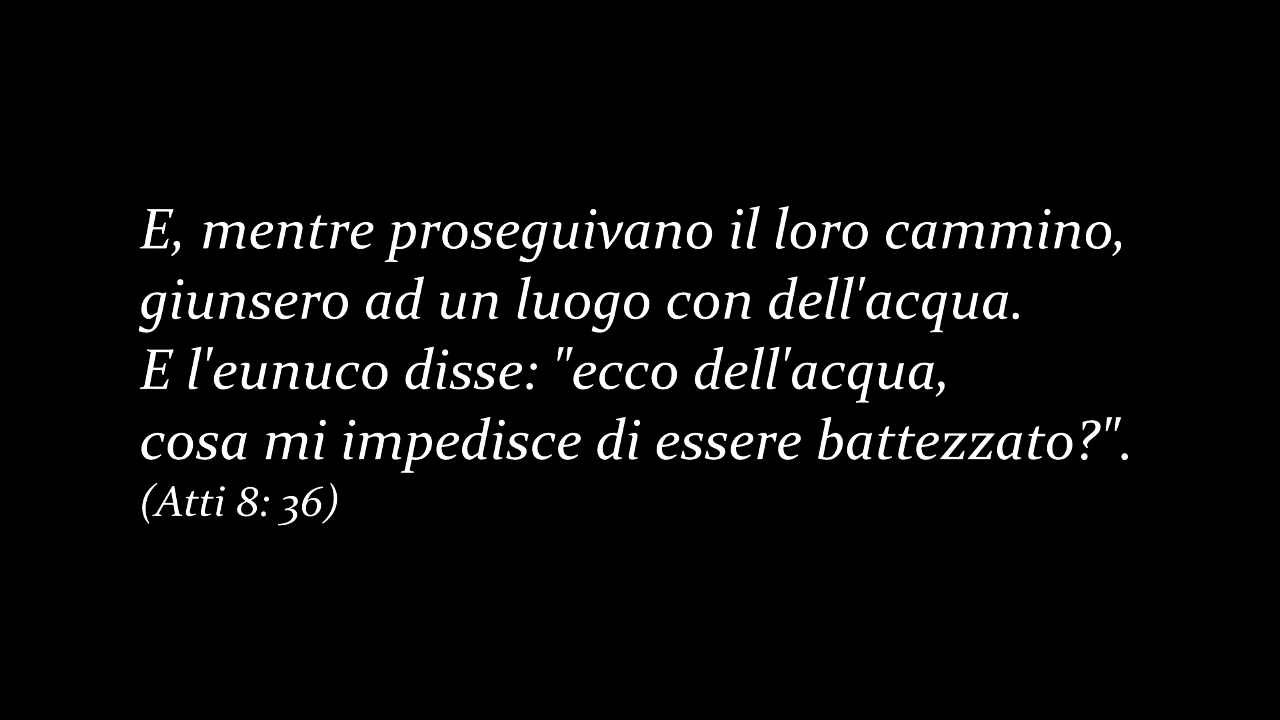 E, mentre proseguivano il loro cammino,
giunsero ad un luogo con dell'acqua.
E l'eunuco disse: "ecco dell'acqua,
cosa mi impedisce di essere battezzato?".
(Atti 8: 36)